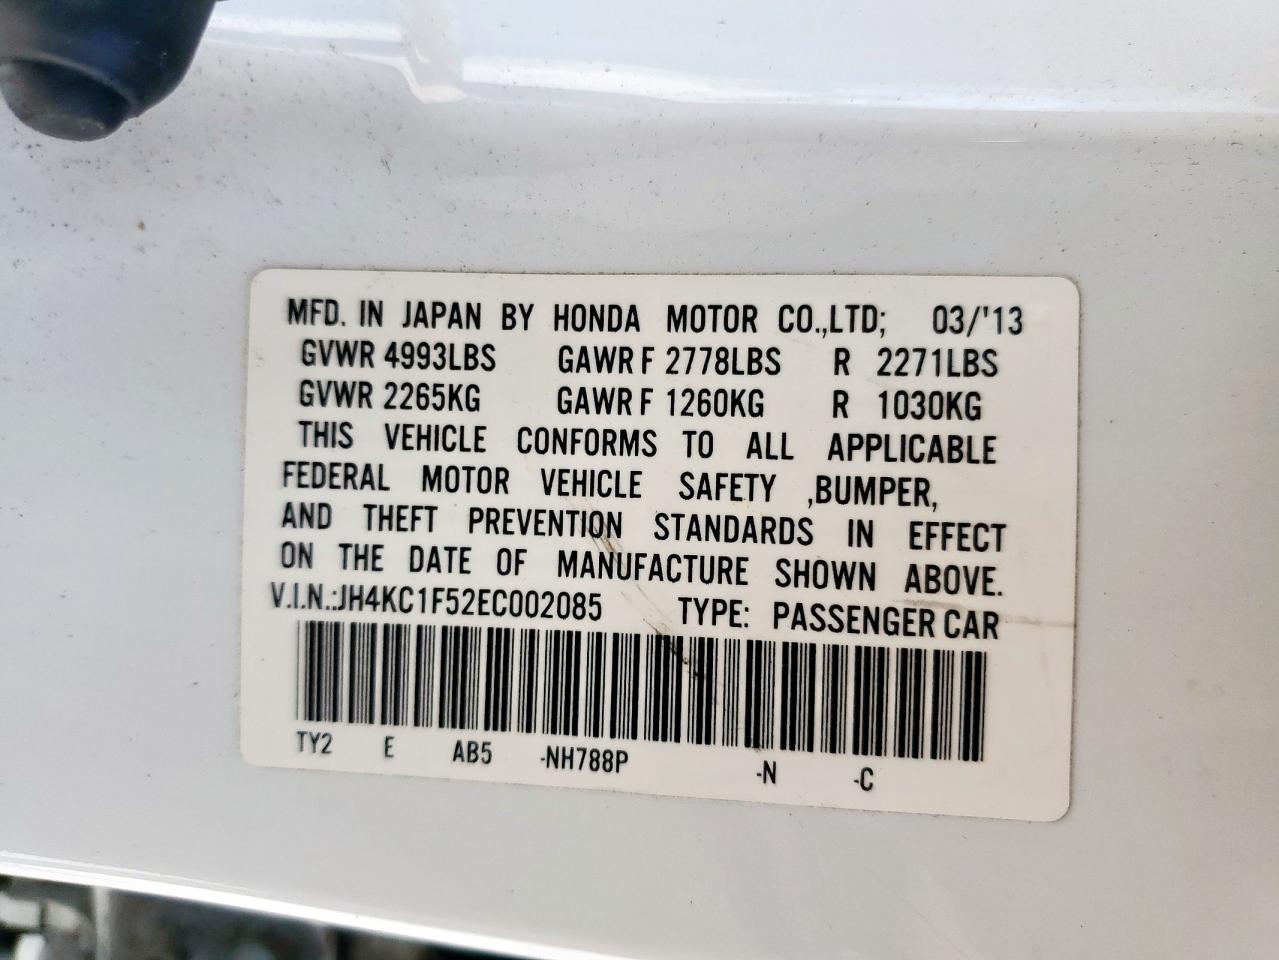 MFD. IN JAPAN BY HONDA MOTOR CO.,LTD; 03/'13
GVWR 4993LBS GAWR F 2778LBS R 2271LBS
GVWR 2265KG GAWR F 1260KG R 1030KG
THIS VEHICLE CONFORMS TO ALL APPLICABLE
FEDERAL MOTOR VEHICLE SAFETY ,BUMPER,
AND THEFT PREVENTION STANDARDS IN EFFECT
ON THE DATE OF MANUFACTURE SHOWN ABOVE.
V.I.N.:JH4KC1F52EC002085 TYPE: PASSENGER CAR
TY2 E AB5 -NH788P -N -C